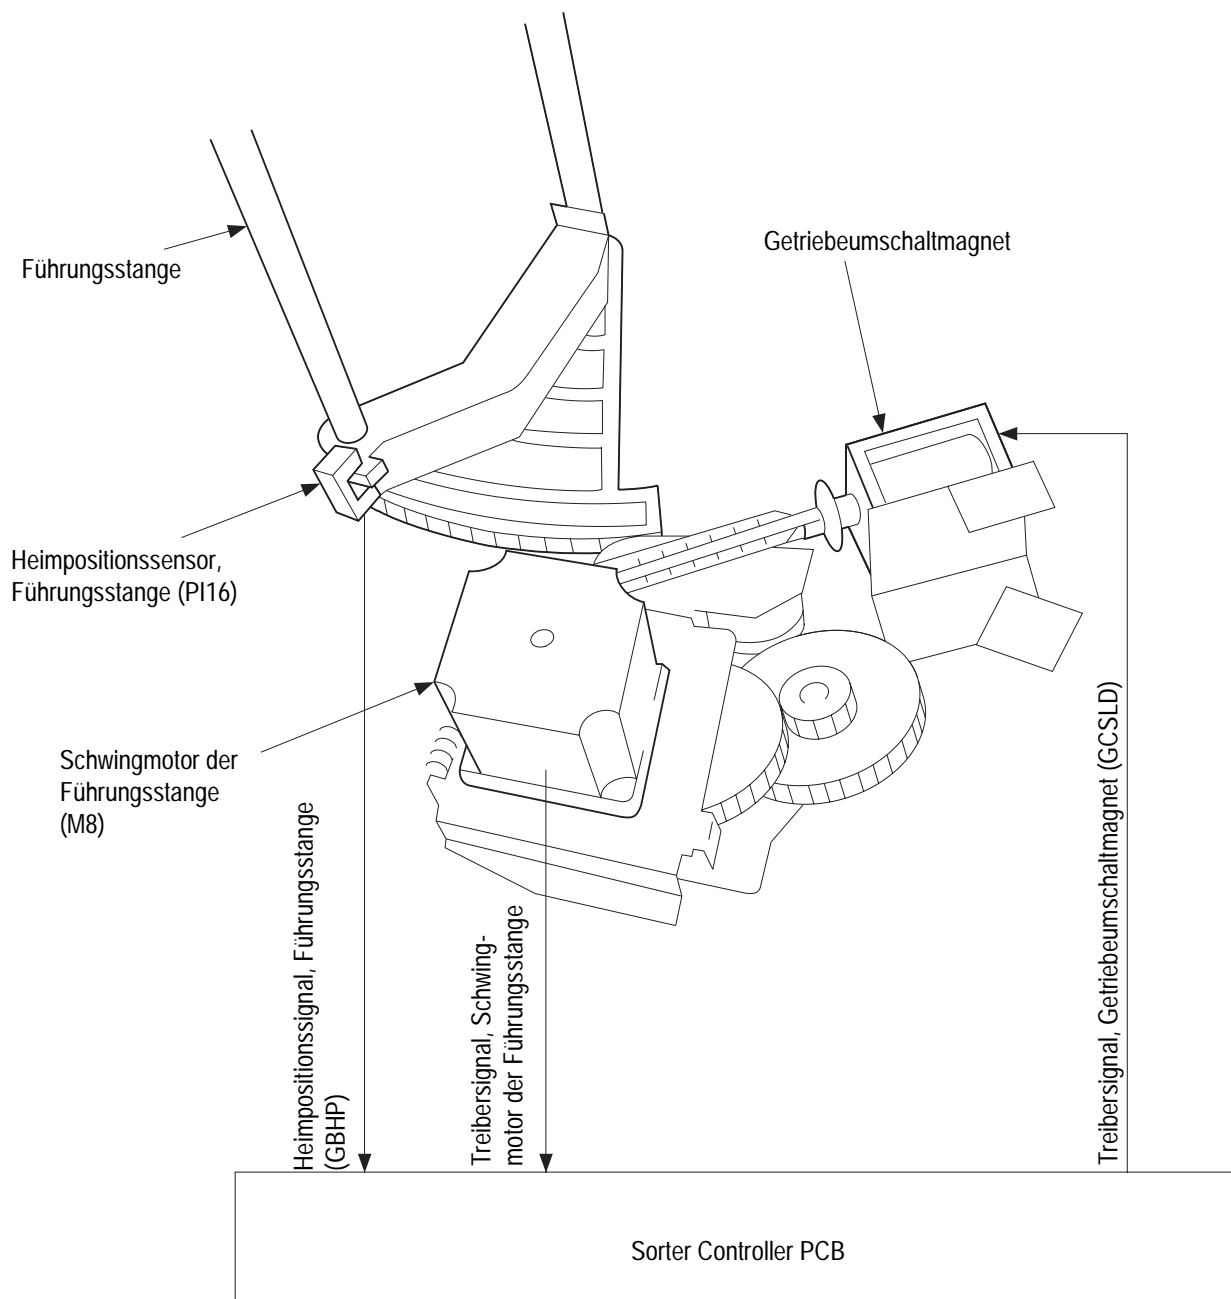 Führungsstange
Getriebeumschaltmagnet
Heimpositionssensor,
Führungsstange (PI16)
Schwingmotor der
Führungsstange
(M8)
Heimpositionssignal, Führungsstange
(GBHP)
Treibersignal, Schwing-
motor der Führungsstange
Treibersignal, Getriebeumschaltmagnet (GCSLD)
Sorter Controller PCB